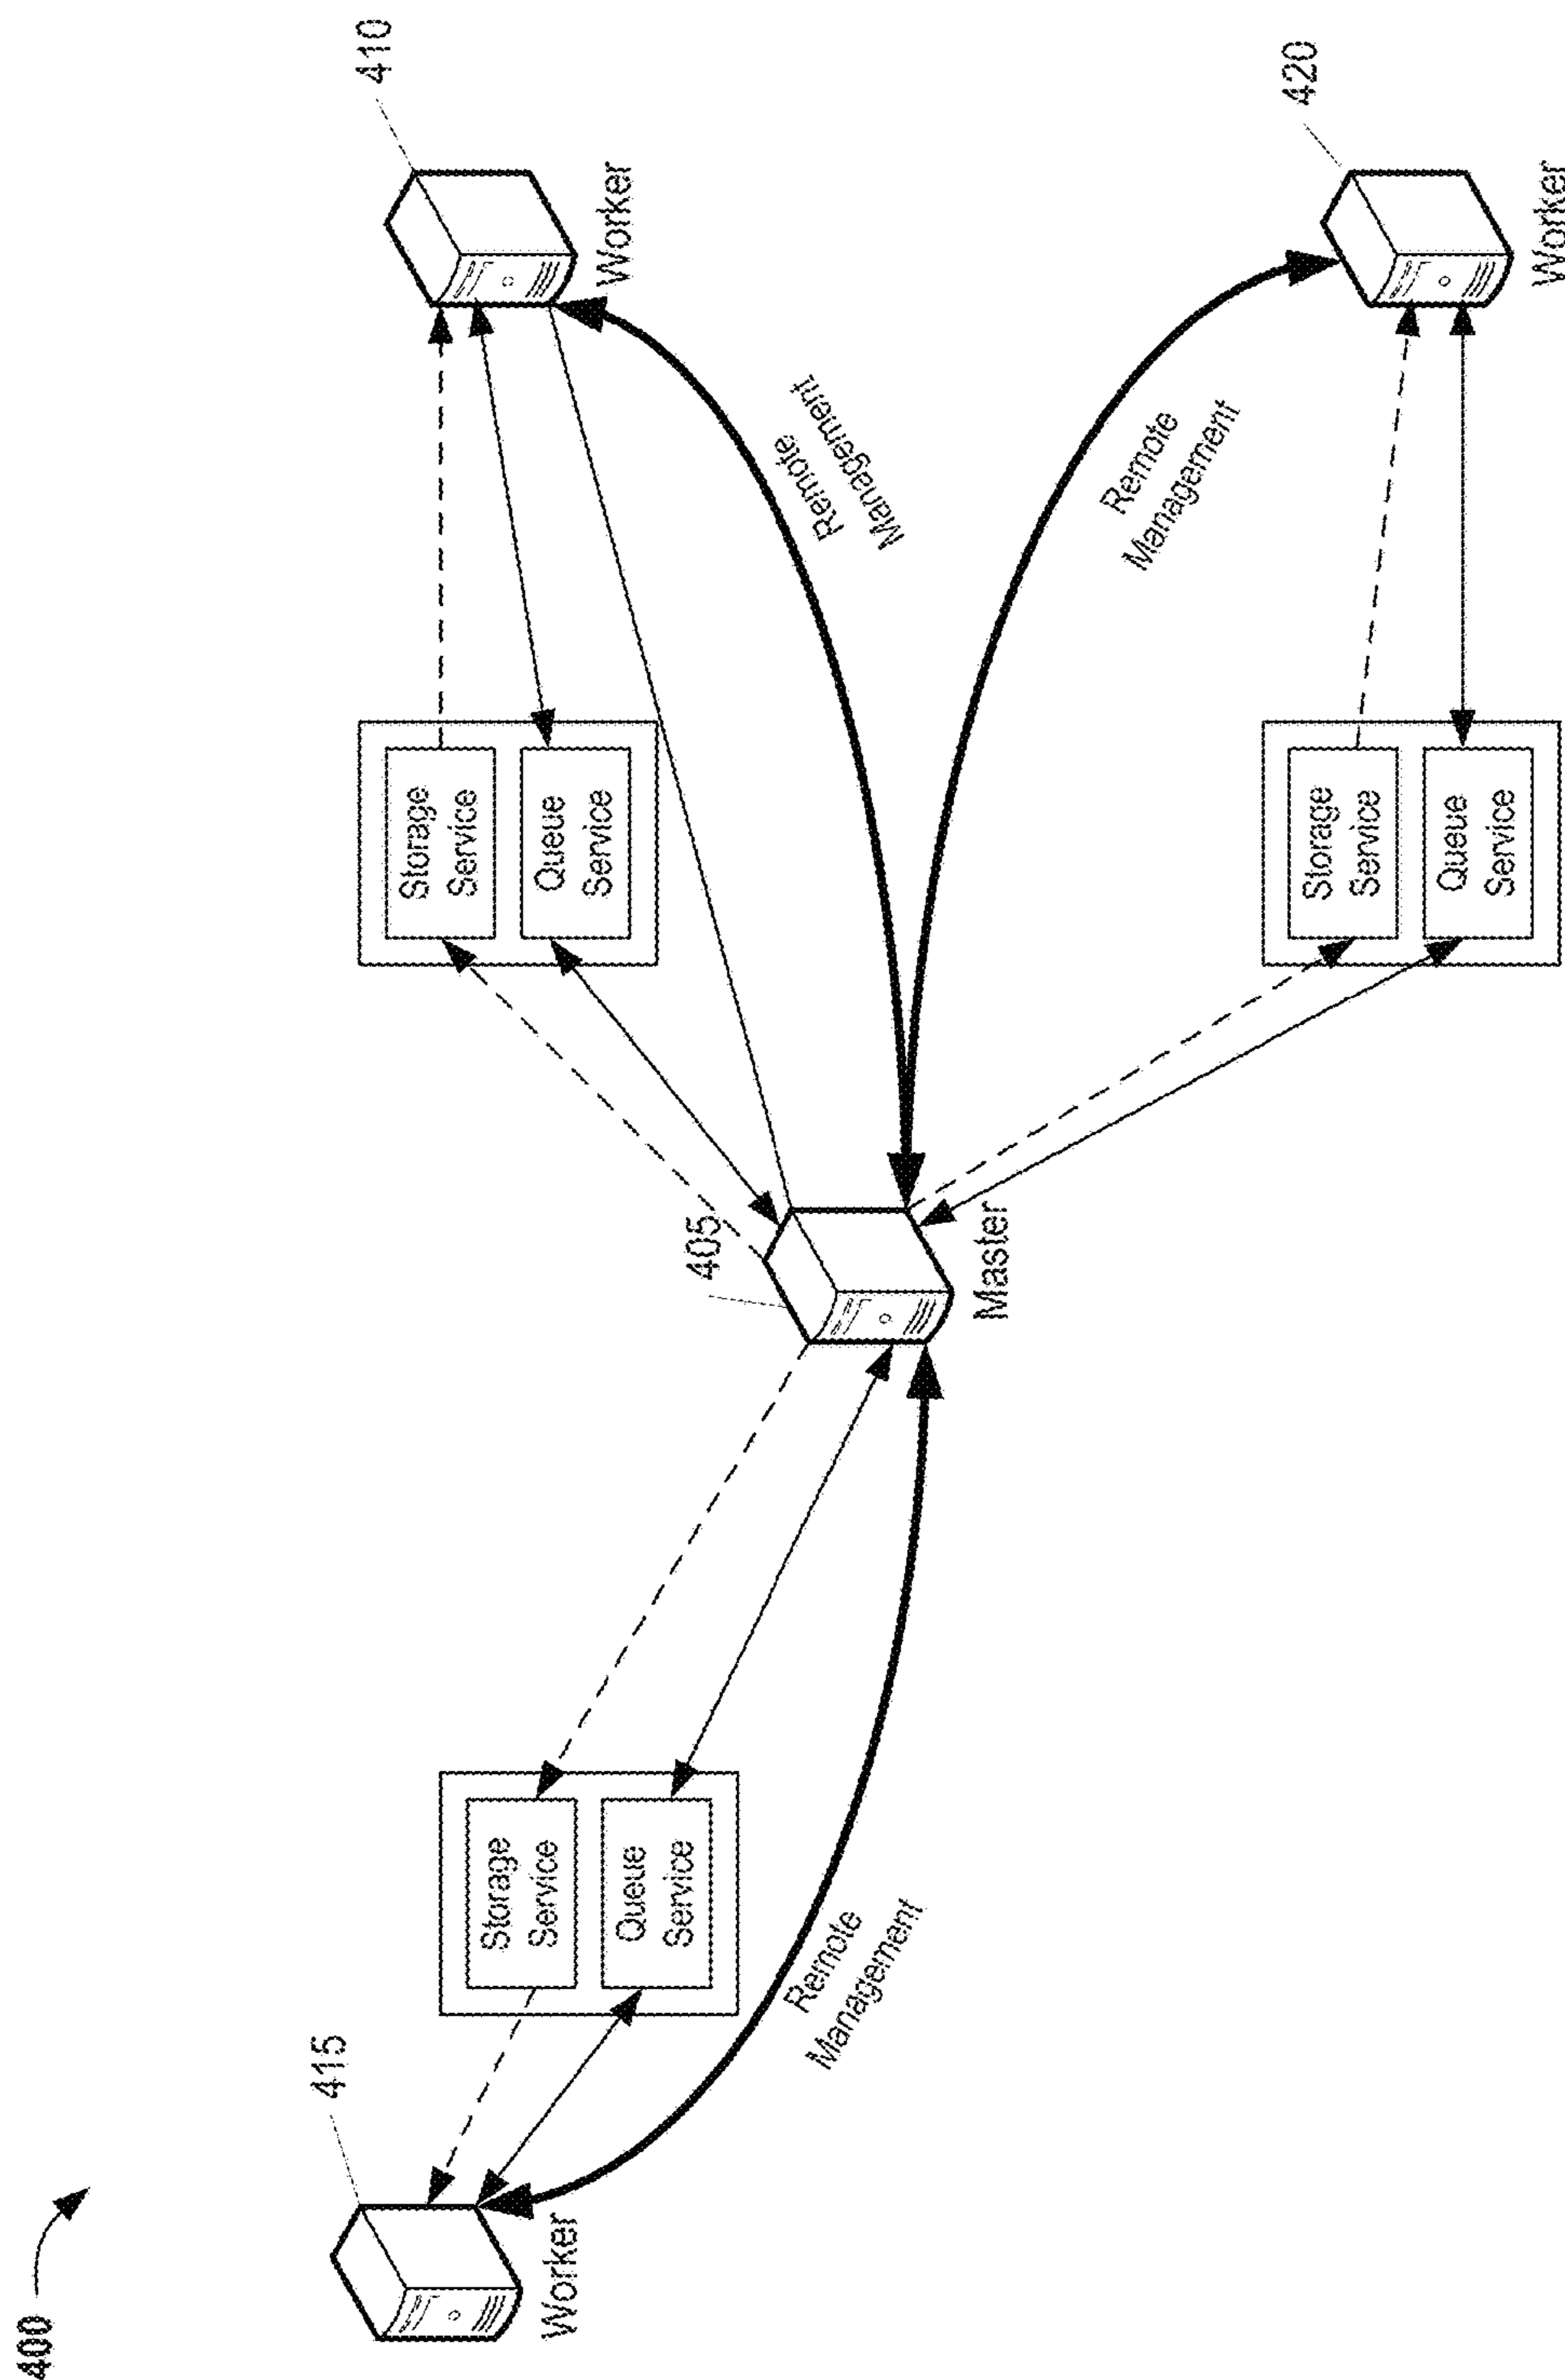 400
415
Worker
Storage
Service
Queue
Service
Remote
Management
405
Master
Storage
Service
Queue
Service
Remote
Management
410
Worker
Remote
Management
Storage
Service
Queue
Service
420
Worker